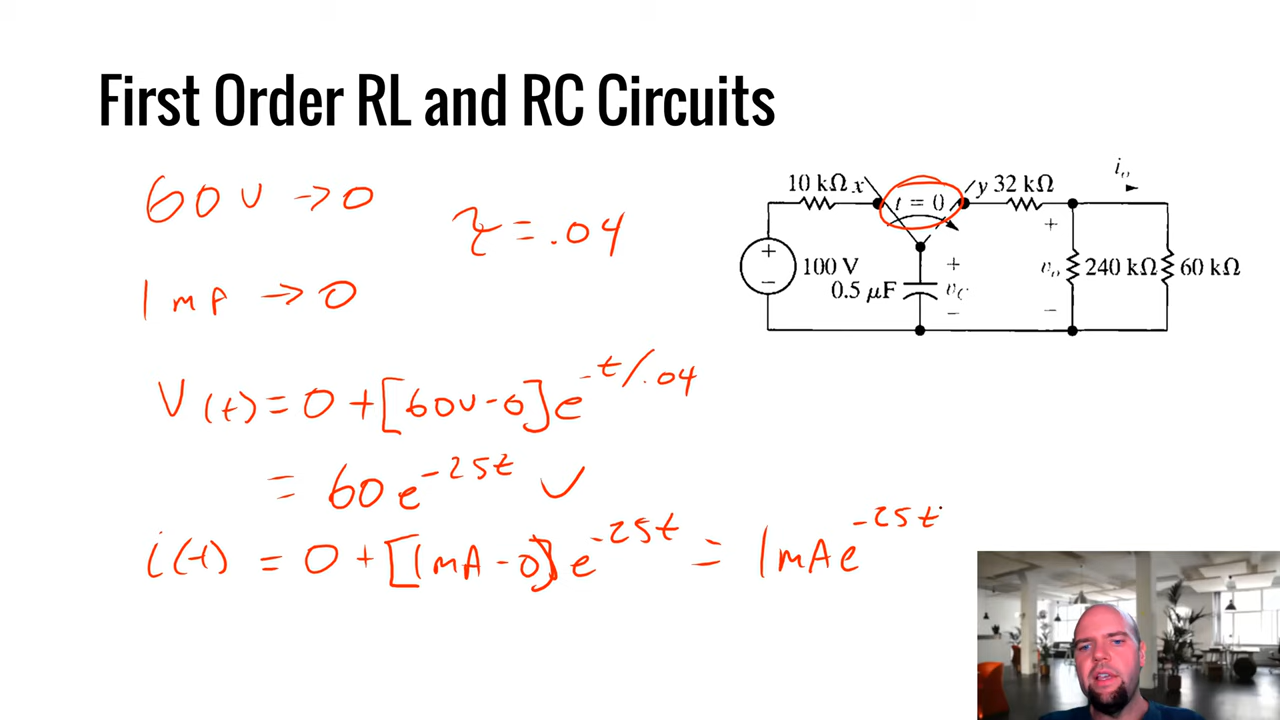 First Order RL and RC Circuits
60V → 0
τ = .04
1mA → 0
V(t) = 0 + [60V - 0] e^-t/.04
= 60e^-25t V
i(t) = 0 + [1mA - 0] e^-25t = 1mAe^-25t
i_o
10 kΩ x t = 0 y 32 kΩ
+ + +
100 V v_o 240 kΩ 60 kΩ
0.5 μF v_C
− − −